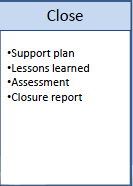 Close
•Support plan
•Lessons learned
•Assessment
•Closure report